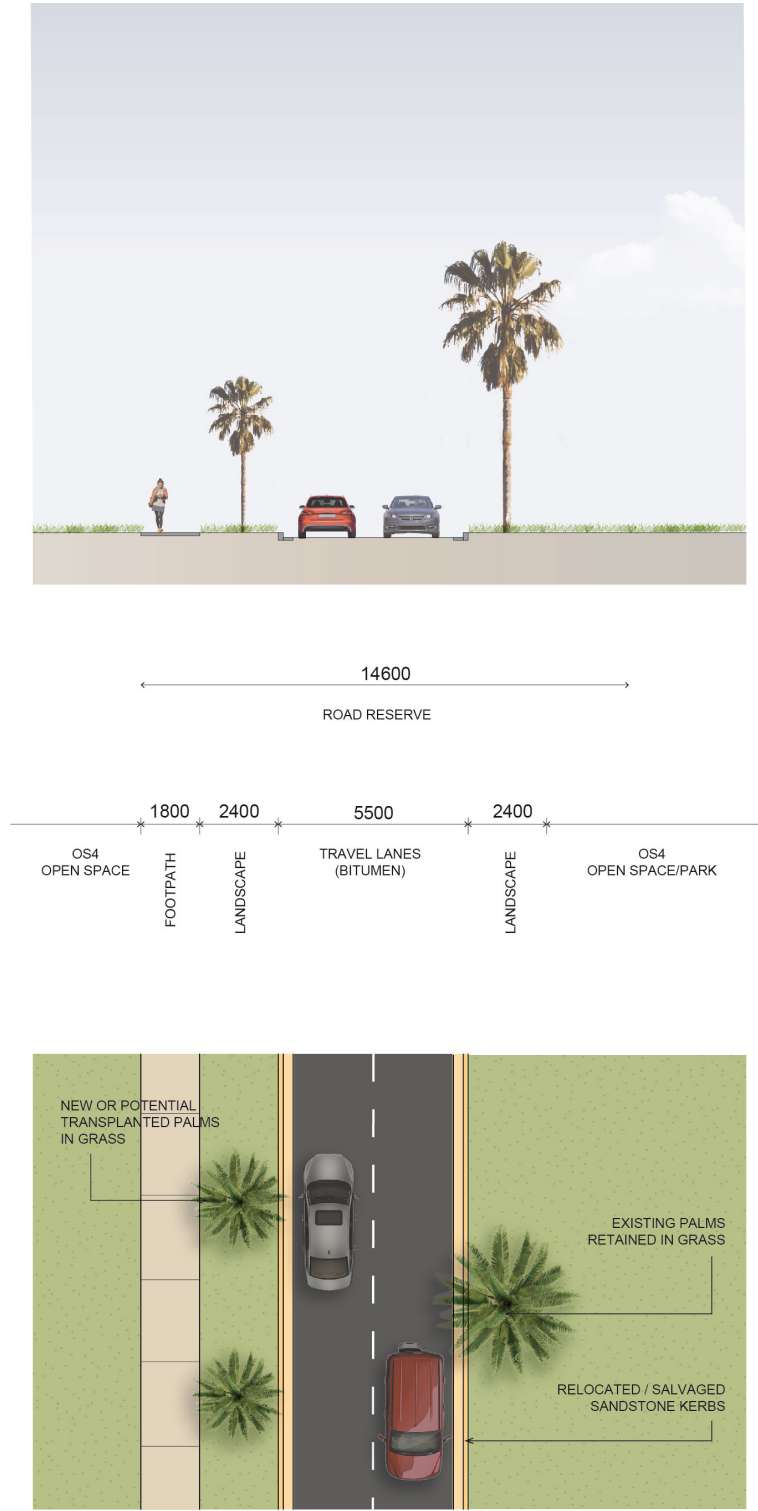 14600
ROAD RESERVE
1800
2400
5500
2400
OS4
OPEN SPACE
FOOTPATH
LANDSCAPE
TRAVEL LANES
(BITUMEN)
LANDSCAPE
OS4
OPEN SPACE/PARK
NEW OR POTENTIAL
TRANSPLANTED PALMS
IN GRASS
EXISTING PALMS
RETAINED IN GRASS
RELOCATED / SALVAGED
SANDSTONE KERBS